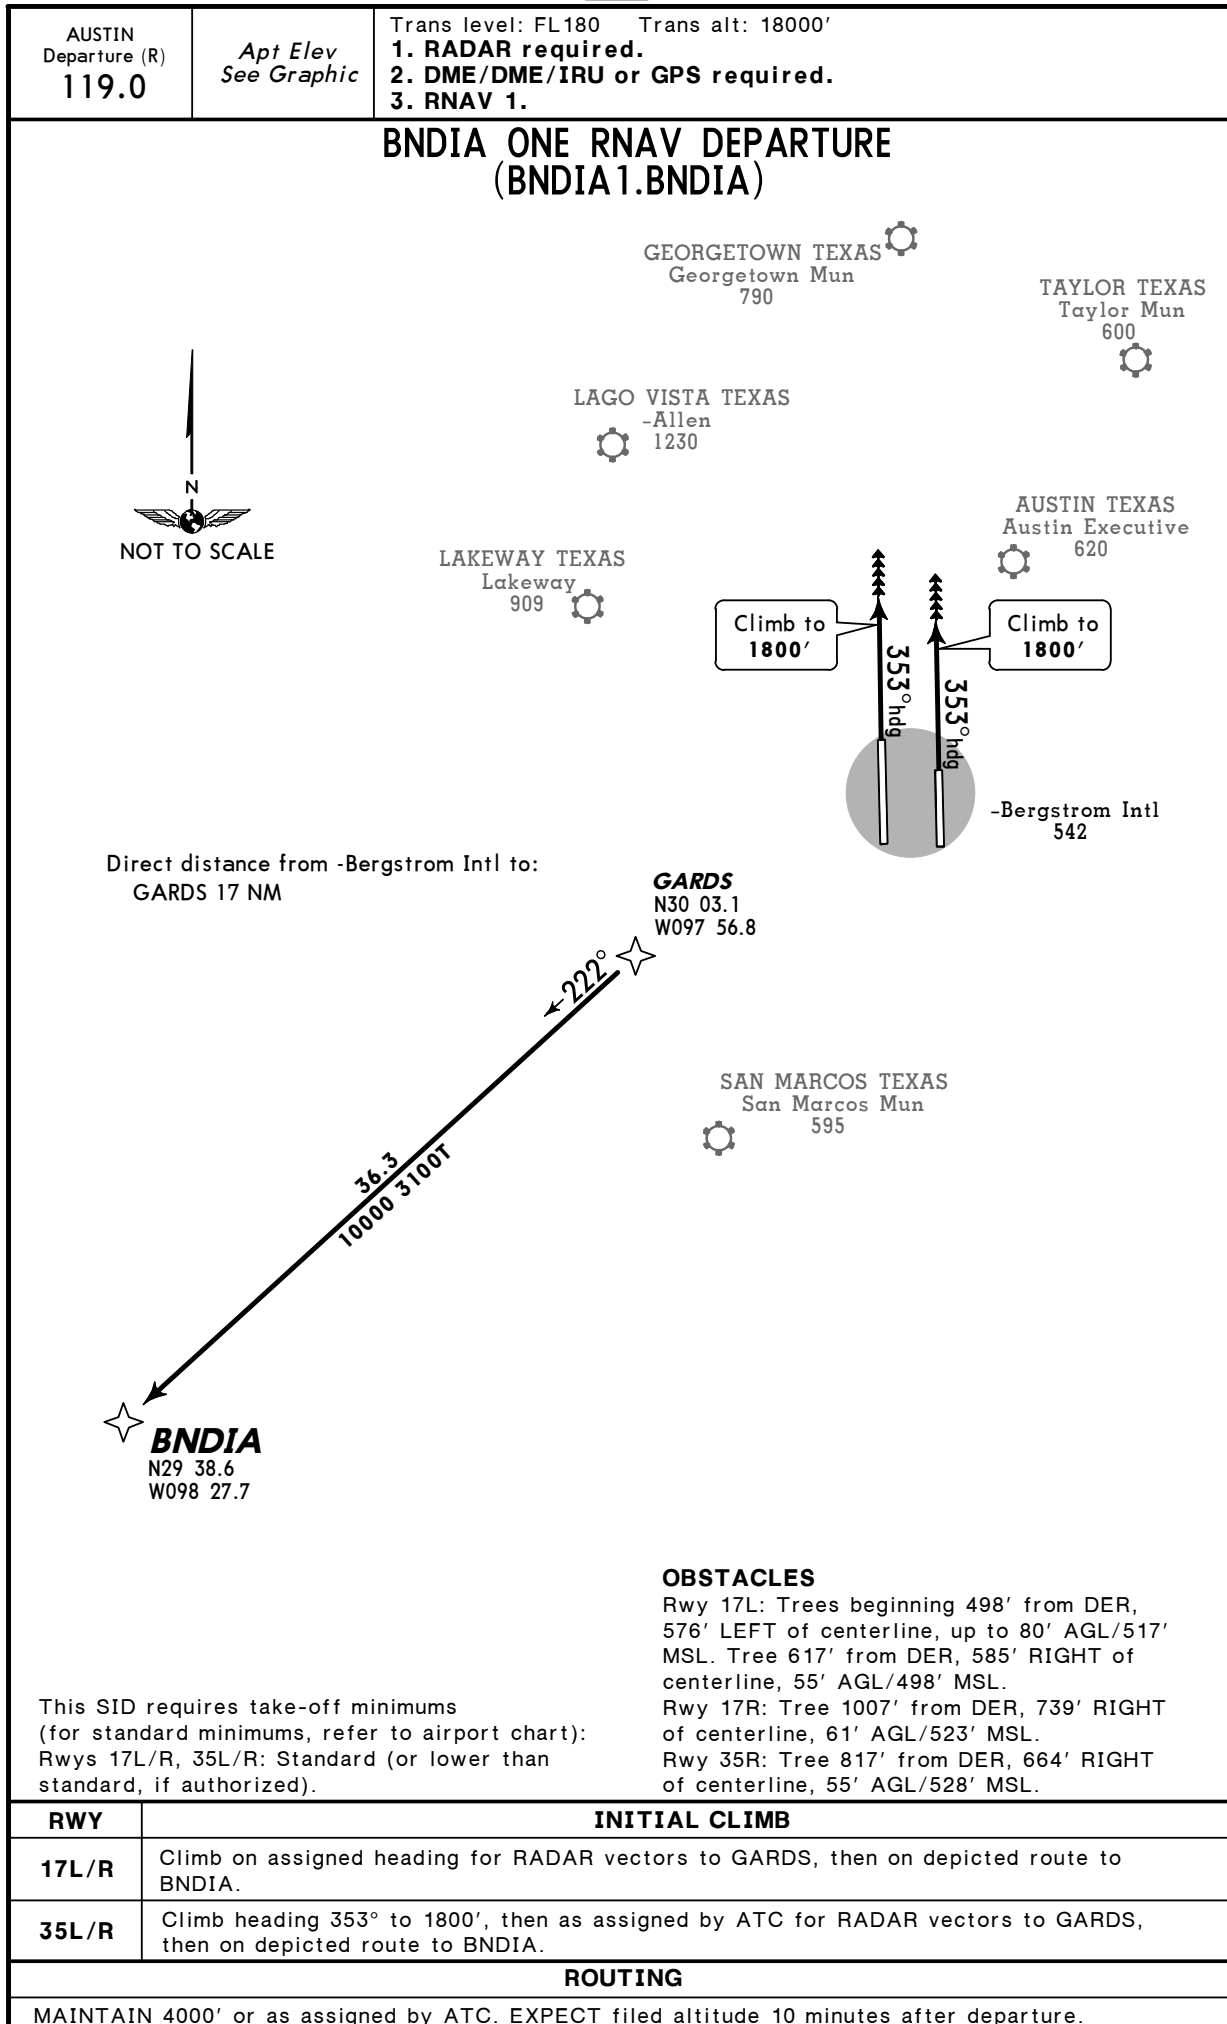 AUSTIN
Departure (R)
119.0
Apt Elev
See Graphic
Trans level: FL180 Trans alt: 18000′
1. RADAR required.
2. DME/DME/IRU or GPS required.
3. RNAV 1.
BNDIA ONE RNAV DEPARTURE
(BNDIA1.BNDIA)
GEORGETOWN TEXAS
Georgetown Mun
790
TAYLOR TEXAS
Taylor Mun
600
LAGO VISTA TEXAS
-Allen
1230
N
NOT TO SCALE
AUSTIN TEXAS
Austin Executive
620
LAKEWAY TEXAS
Lakeway
909
Climb to
1800′
Climb to
1800′
353° hdg
353° hdg
-Bergstrom Intl
542
Direct distance from -Bergstrom Intl to:
GARDS 17 NM
GARDS
N30 03.1
W097 56.8
222°
SAN MARCOS TEXAS
San Marcos Mun
595
36.3
10000 3100T
BNDIA
N29 38.6
W098 27.7
This SID requires take-off minimums
(for standard minimums, refer to airport chart):
Rwys 17L/R, 35L/R: Standard (or lower than
standard, if authorized).
OBSTACLES
Rwy 17L: Trees beginning 498′ from DER,
576′ LEFT of centerline, up to 80′ AGL/517′
MSL. Tree 617′ from DER, 585′ RIGHT of
centerline, 55′ AGL/498′ MSL.
Rwy 17R: Tree 1007′ from DER, 739′ RIGHT
of centerline, 61′ AGL/523′ MSL.
Rwy 35R: Tree 817′ from DER, 664′ RIGHT
of centerline, 55′ AGL/528′ MSL.
RWY
INITIAL CLIMB
17L/R
Climb on assigned heading for RADAR vectors to GARDS, then on depicted route to
BNDIA.
35L/R
Climb heading 353° to 1800′, then as assigned by ATC for RADAR vectors to GARDS,
then on depicted route to BNDIA.
ROUTING
MAINTAIN 4000′ or as assigned by ATC. EXPECT filed altitude 10 minutes after departure.